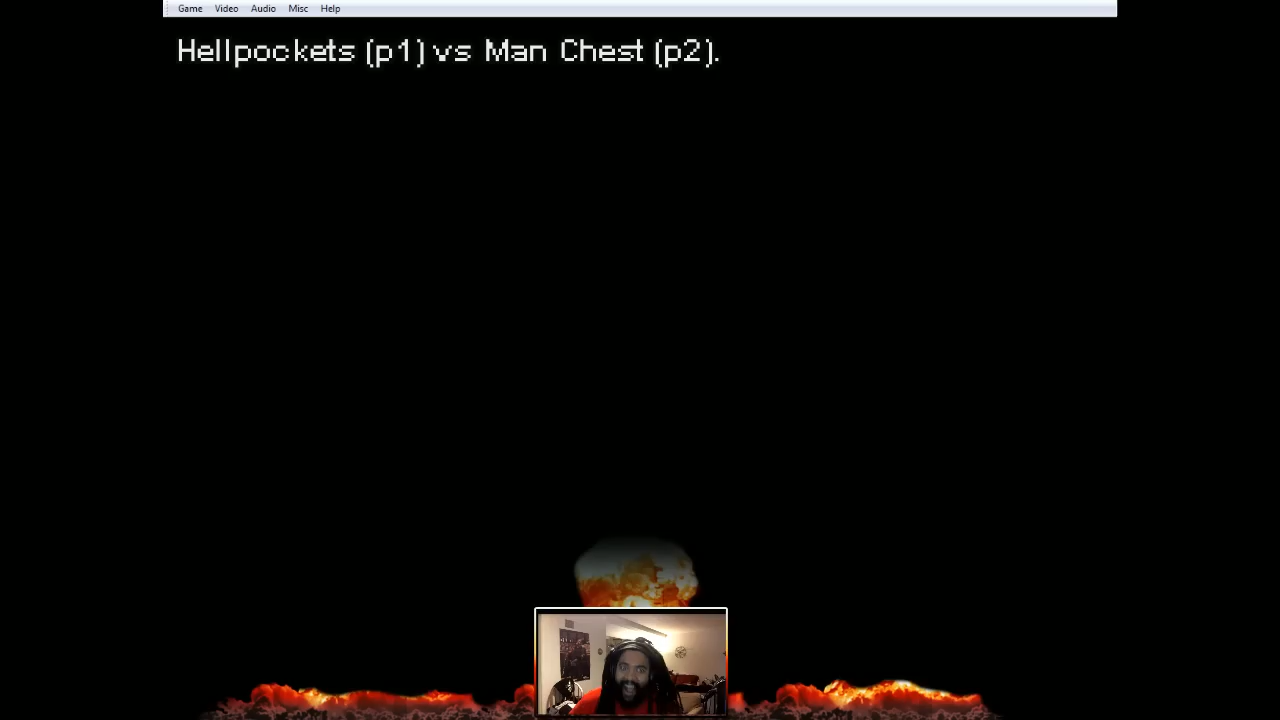 Game Video Audio Misc Help
Hellpockets (p1) vs Man Chest (p2).